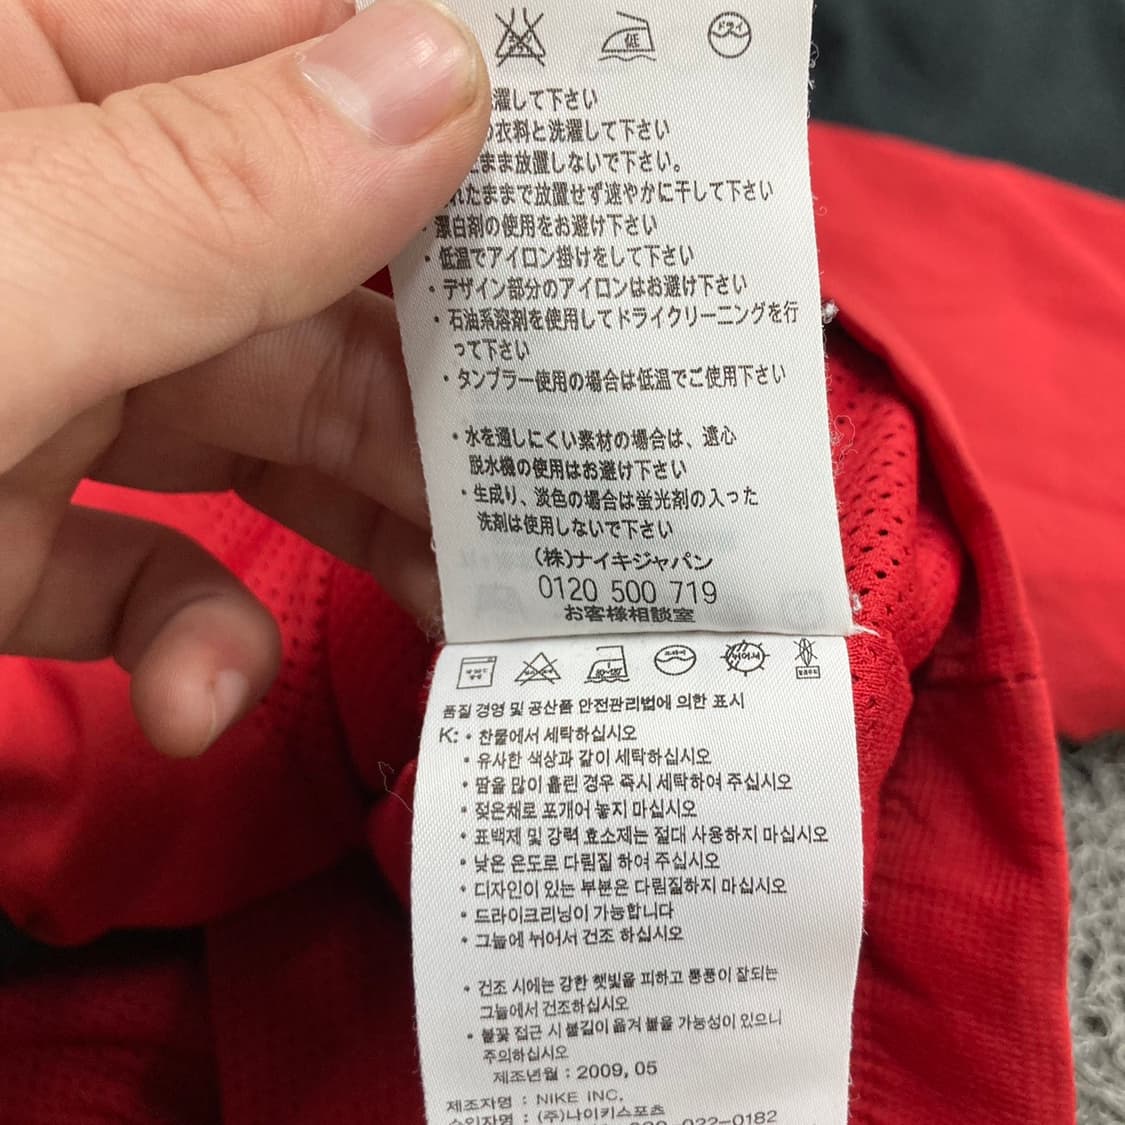 低
ドライ
濯して下さい
の衣料と洗濯して下さい
まま放置しないで下さい。
れたままで放置せず速やかに干して下さい
・漂白剤の使用をお避け下さい
・低温でアイロン掛けをして下さい
・デザイン部分のアイロンはお避け下さい
・石油系溶剤を使用してドライクリーニングを行
って下さい
・タンブラー使用の場合は低温でご使用下さい
・水を通しにくい素材の場合は、遠心
脱水機の使用はお避け下さい
・生成り、淡色の場合は蛍光剤の入った
洗剤は使用しないで下さい
(株)ナイキジャパン
0120 500 719
お客様相談室
품질 경영 및 공산품 안전관리법에 의한 표시
K: • 찬물에서 세탁하십시오
• 유사한 색상과 같이 세탁하십시오
• 땀을 많이 흘린 경우 즉시 세탁하여 주십시오
• 젖은채로 포개어 놓지 마십시오
• 표백제 및 강력 효소제는 절대 사용하지 마십시오
• 낮은 온도로 다림질 하여 주십시오
• 디자인이 있는 부분은 다림질하지 마십시오
• 드라이크리닝이 가능합니다
• 그늘에 뉘어서 건조 하십시오
• 건조 시에는 강한 햇빛을 피하고 통풍이 잘되는
그늘에서 건조하십시오
• 불꽃 접근 시 불길이 옮겨 붙을 가능성이 있으니
주의하십시오
제조년월 : 2009, 05
제조자명 : NIKE INC,
수입자명 : (주)나이키스포츠
022-0182